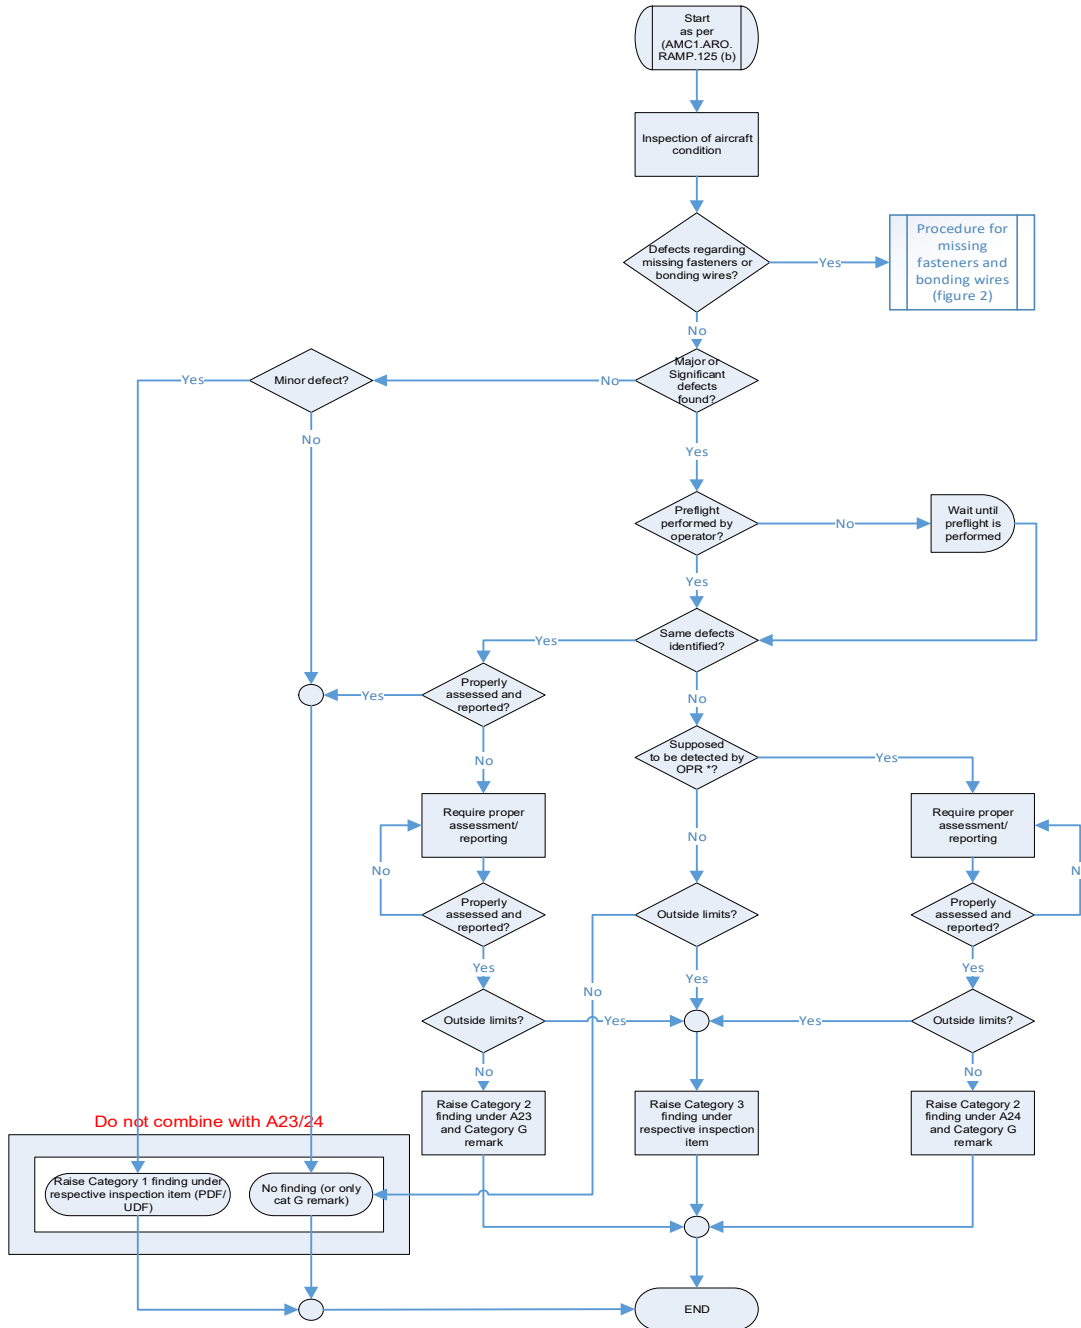 Start
as per
(AMC1.ARO.
RAMP.125 (b)
Inspection of aircraft
condition
Defects regarding
missing fasteners or
bonding wires?
Yes
Procedure for
missing
fasteners and
bonding wires
(figure 2)
No
Major or
Significant
defects
found?
No
Minor defect?
Yes
No
Yes
Preflight
performed by
operator?
No
Wait until
preflight is
performed
Yes
Same defects
identified?
Yes
Properly
assessed and
reported?
Yes
No
No
Supposed
to be detected by
OPR *?
Yes
Require proper
assessment/
reporting
No
Properly
assessed and
reported?
Yes
Outside limits?
Yes
No
Raise Category 2
finding under A23
and Category G
remark
No
Outside limits?
No
Yes
Raise Category 3
finding under
respective inspection
item
Require proper
assessment/
reporting
N
Properly
assessed and
reported?
Yes
Outside limits?
Yes
No
Raise Category 2
finding under A24
and Category G
remark
Do not combine with A23/24
Raise Category 1 finding under
respective inspection item (PDF/
UDF)
No finding (or only
cat G remark)
END